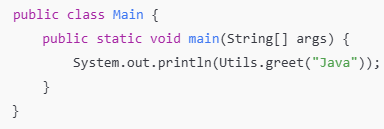 public class Main {
    public static void main(String[] args) {
        System.out.println(Utils.greet("Java"));
    }
}